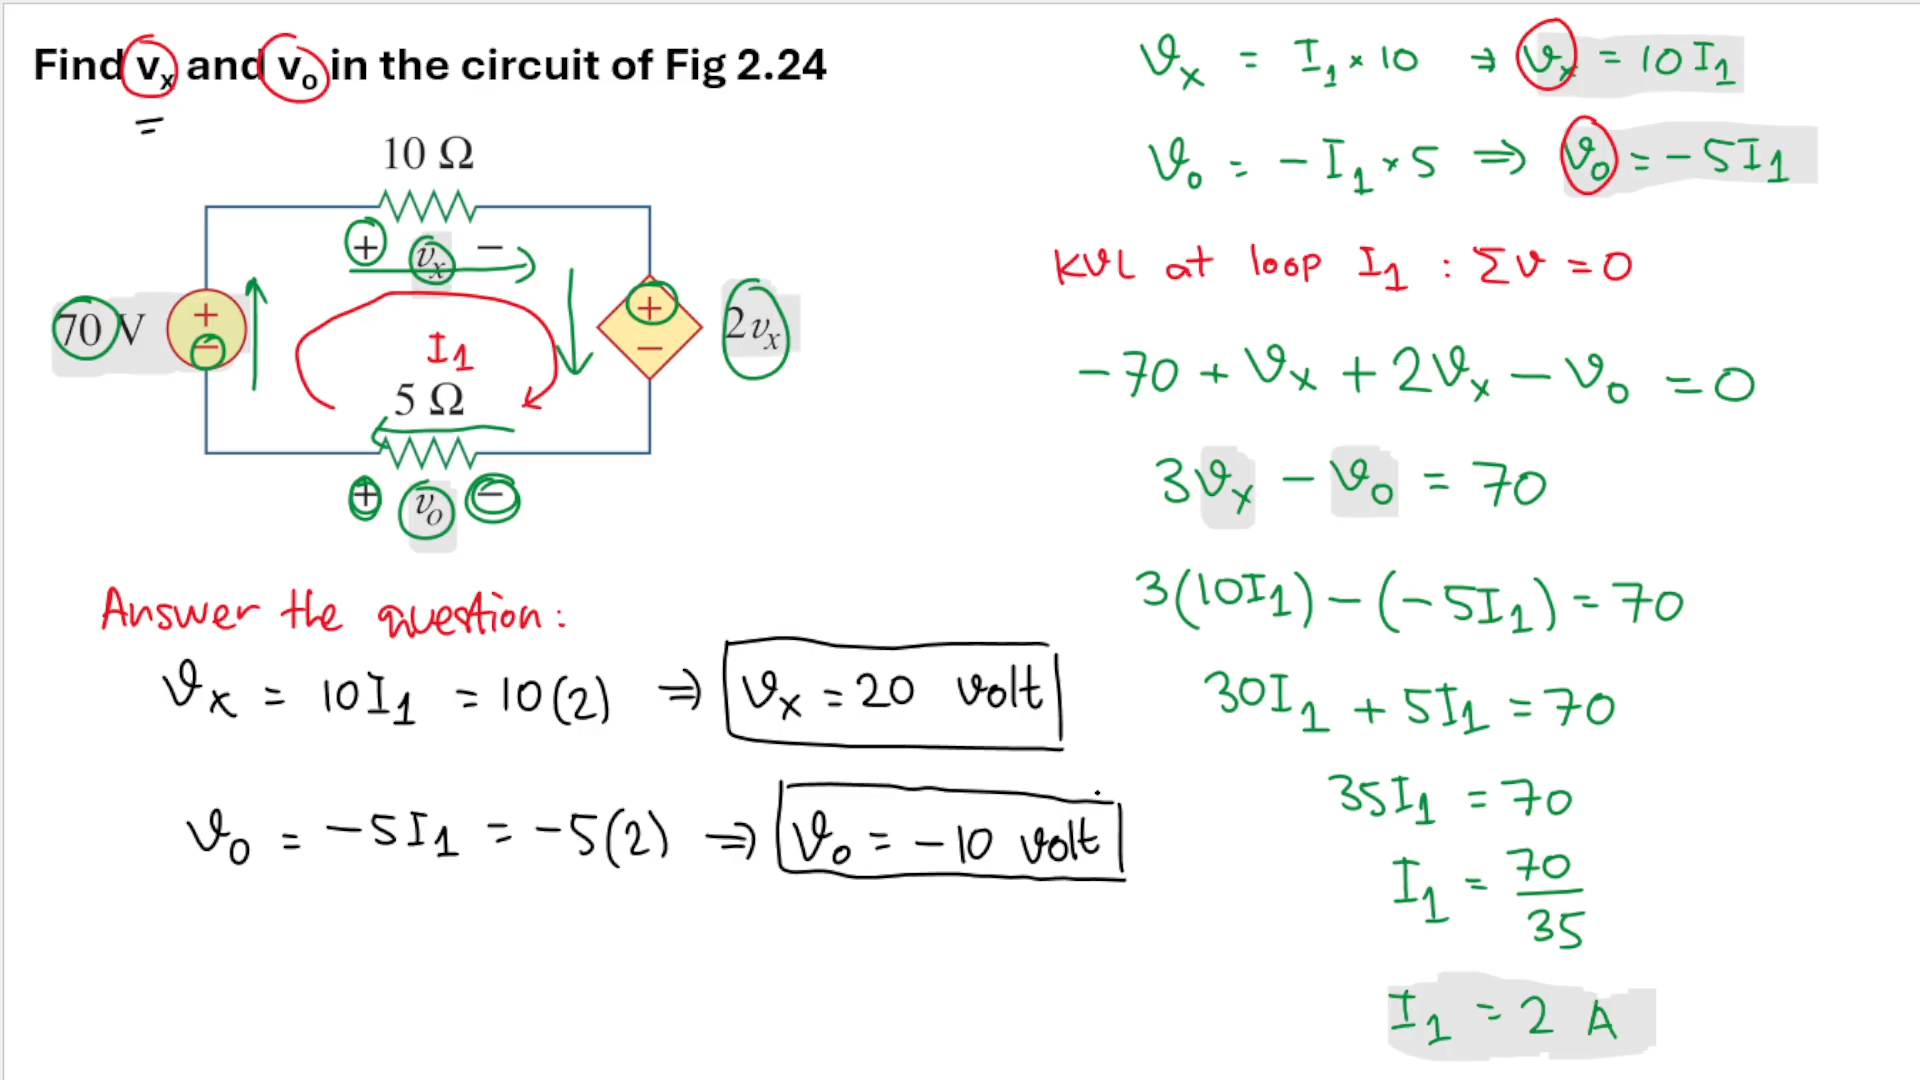 Find vₓ and vₒ in the circuit of Fig 2.24
10 Ω
+ vₓ −
70 V
+
−
I₁
+
−
2vₓ
5 Ω
+ vₒ −
Answer the question:
vₓ = 10I₁ = 10(2) ⇒ vₓ = 20 volt
vₒ = −5I₁ = −5(2) ⇒ vₒ = −10 volt
vₓ = I₁ × 10 ⇒ vₓ = 10I₁
vₒ = −I₁ × 5 ⇒ vₒ = −5I₁
KVL at loop I₁ : Σv = 0
−70 + vₓ + 2vₓ − vₒ = 0
3vₓ − vₒ = 70
3(10I₁) − (−5I₁) = 70
30I₁ + 5I₁ = 70
35I₁ = 70
I₁ = 70/35
I₁ = 2 A